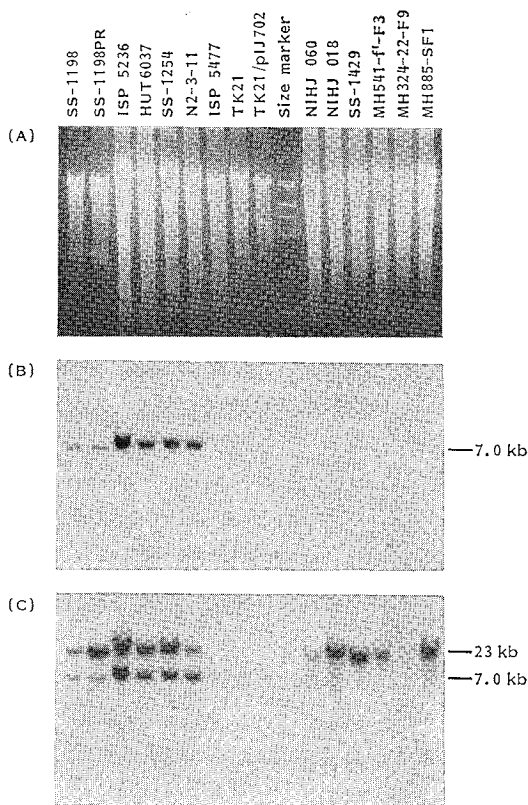 SS-1198
SS-1198PR
ISP 5236
HUT6037
SS-1254
N2-3-11
ISP 5477
TK21
TK21/pIJ702
Size marker
NIHJ 060
NIHJ 018
SS-1429
MH541-f'-F3
MH324-22-F9
MH885-SF1
(A)
(B)
7.0 kb
(C)
23 kb
7.0 kb